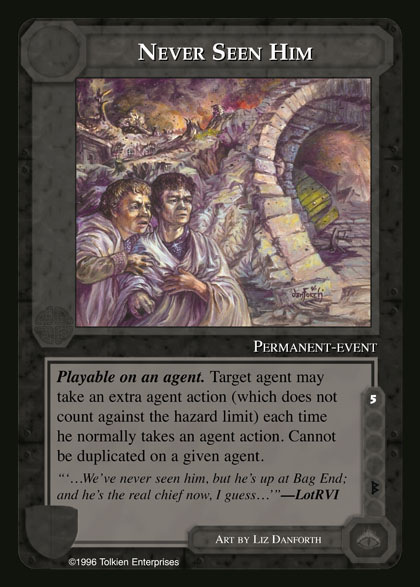 NEVER SEEN HIM
PERMANENT-EVENT
Playable on an agent. Target agent may
take an extra agent action (which does not
count against the hazard limit) each time
he normally takes an agent action. Cannot
be duplicated on a given agent.
“‘…We’ve never seen him, but he’s up at Bag End;
and he’s the real chief now, I guess…’”—LotRVI
5
ART BY LIZ DANFORTH
©1996 Tolkien Enterprises